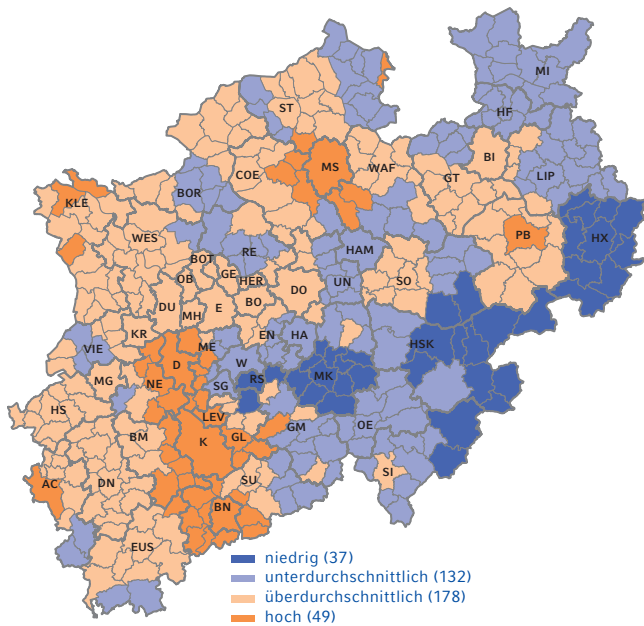 MI
HF
ST
BI
MS
WAF
COE
GT
LIP
BOR
KLE
PB
HX
WES
RE
HAM
BOT
GE
SO
OB
HER
UN
DO
DU
BO
MH
E
KR
EN
HA
HSK
VIE
ME
D
W
MG
NE
SG
RS
MK
HS
LEV
GM
OE
BM
K
GL
SI
AC
DN
SU
BN
EUS
niedrig (37)
unterdurchschnittlich (132)
überdurchschnittlich (178)
hoch (49)